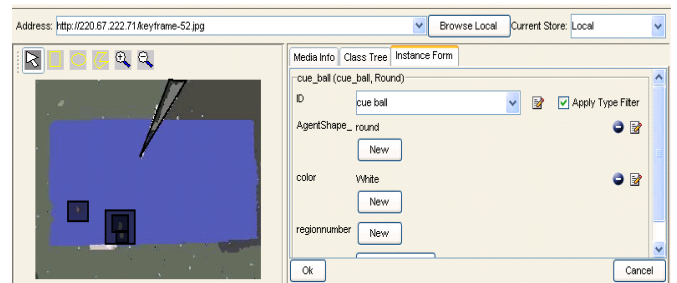 Address: http://220.67.222.71/keyframe-52.jpg Browse Local Current Store: Local
Media Info Class Tree Instance Form
cue_ball (cue_ball, Round)
ID cue ball Apply Type Filter
AgentShape_ round
New
color White
New
regionnumber New
Ok Cancel